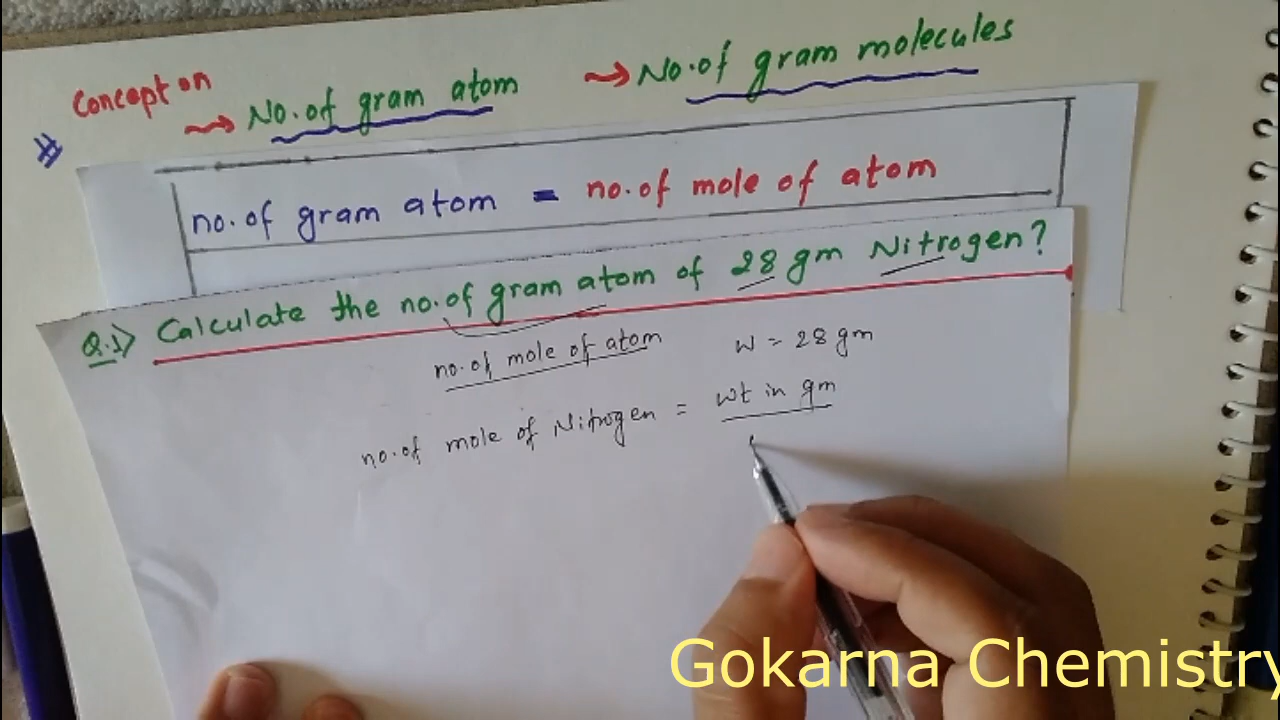 Concept on
→ No. of gram atom → No. of gram molecules
#
no. of gram atom = no. of mole of atom
Q.1) Calculate the no. of gram atom of 28 gm Nitrogen?
no. of mole of atom w = 28 gm
no. of mole of Nitrogen = wt in gm
Gokarna Chemistry